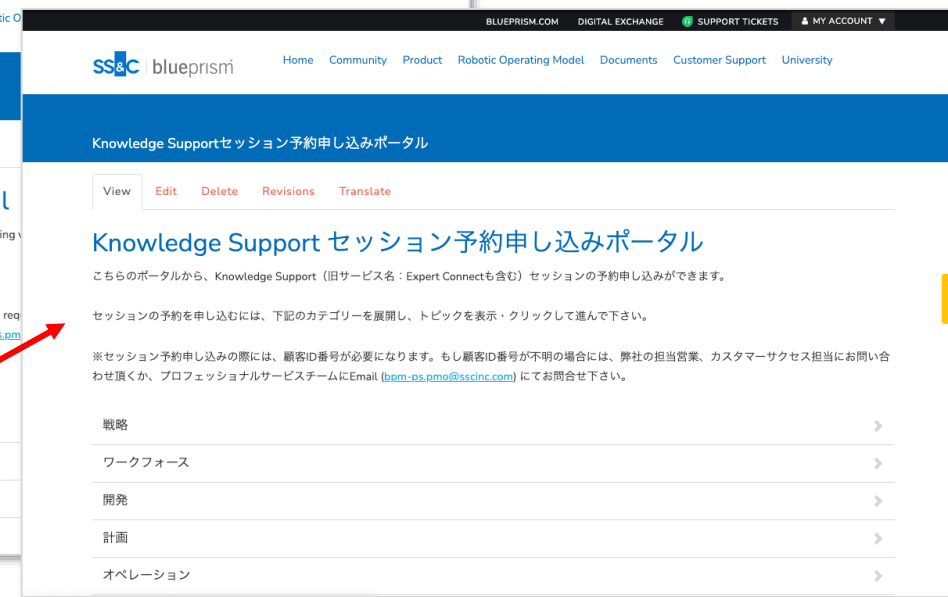 tic O
BLUEPRISM.COM DIGITAL EXCHANGE SUPPORT TICKETS MY ACCOUNT ▼
SS&C blueprism Home Community Product Robotic Operating Model Documents Customer Support University
Knowledge Supportセッション予約申し込みポータル
View Edit Delete Revisions Translate
l
Knowledge Support セッション予約申し込みポータル
ing
こちらのポータルから、Knowledge Support（旧サービス名：Expert Connectも含む）セッションの予約申し込みができます。
req
セッションの予約を申し込むには、下記のカテゴリーを展開し、トピックを表示・クリックして進んで下さい。
s.pm
※セッション予約申し込みの際には、顧客ID番号が必要になります。もし顧客ID番号が不明の場合には、弊社の担当営業、カスタマーサクセス担当にお問い合
わせ頂くか、プロフェッショナルサービスチームにEmail (bpm-ps.pmo@sscinc.com) にてお問合せ下さい。
戦略
ワークフォース
開発
計画
オペレーション